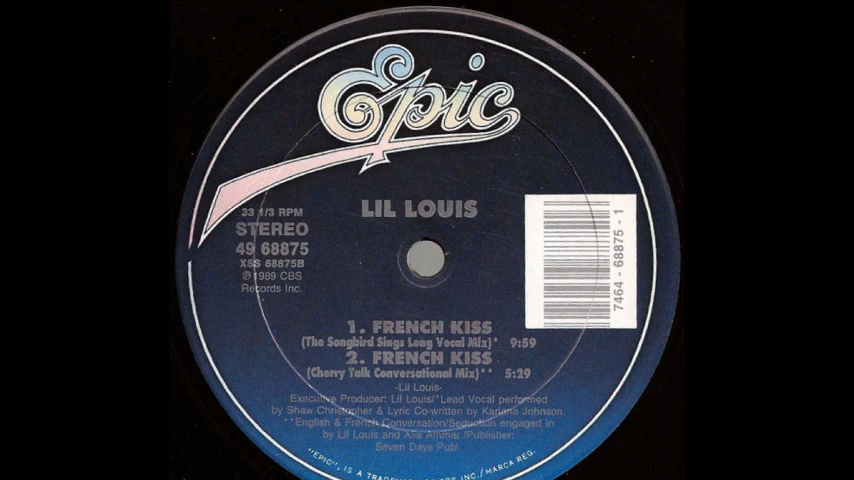 Epic
LIL LOUIS
33 1/3 RPM
STEREO
49 68875
XSS 68875B
℗ 1989 CBS
Records Inc.
7464 - 68875 - 1
1. FRENCH KISS
(The Songbird Sings Long Vocal Mix)* 9:59
2. FRENCH KISS
(Cherry Talk Conversational Mix)** 5:29
-Lil Louis-
Executive Producer: Lil Louis/*Lead Vocal performed
by Shaw Christopher & Lyric Co-written by Karlana Johnson.
**English & French Conversation/Seduction engaged in
by Lil Louis and Alia Ammar./Publisher:
Seven Days Publ.
"EPIC", IS A TRADEMARK OF CBS INC./MARCA REG.